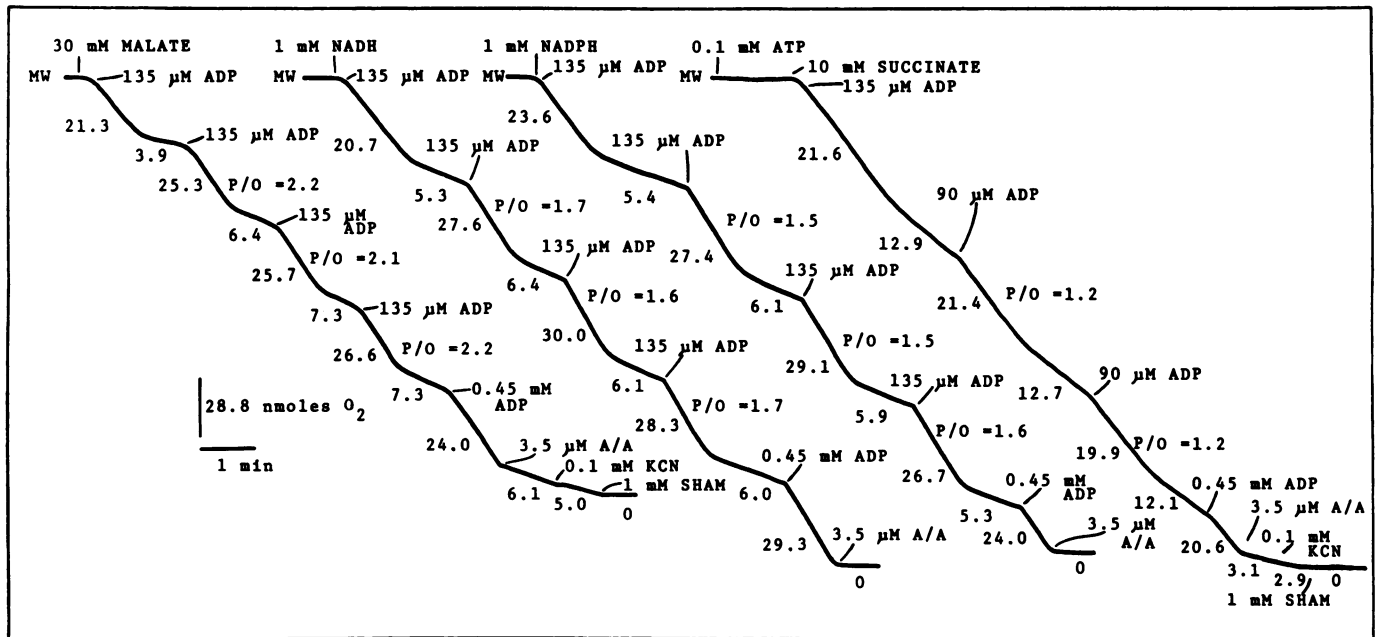 30 mM MALATE
MW
135 µM ADP
21.3
3.9
135 µM ADP
25.3
P/O =2.2
6.4
135 µM
ADP
25.7
P/O =2.1
7.3
135 µM ADP
26.6
P/O =2.2
7.3
0.45 mM
ADP
24.0
3.5 µM A/A
6.1
0.1 mM KCN
5.0
1 mM SHAM
0
28.8 nmoles O2
1 min
1 mM NADH
MW
135 µM ADP
20.7
5.3
135 µM ADP
27.6
P/O =1.7
6.4
135 µM ADP
30.0
P/O =1.6
6.1
135 µM ADP
28.3
P/O =1.7
6.0
0.45 mM ADP
29.3
3.5 µM A/A
0
1 mM NADPH
MW
135 µM ADP
23.6
5.4
135 µM ADP
27.4
P/O =1.5
6.1
135 µM ADP
29.1
P/O =1.5
5.9
135 µM ADP
26.7
P/O =1.6
5.3
0.45 mM
ADP
24.0
3.5 µM
A/A
0
0.1 mM ATP
MW
10 mM SUCCINATE
135 µM ADP
21.6
12.9
90 µM ADP
21.4
P/O =1.2
12.7
90 µM ADP
19.9
P/O =1.2
12.1
0.45 mM ADP
20.6
3.5 µM A/A
3.1
0.1 mM
KCN
2.9
1 mM SHAM
0